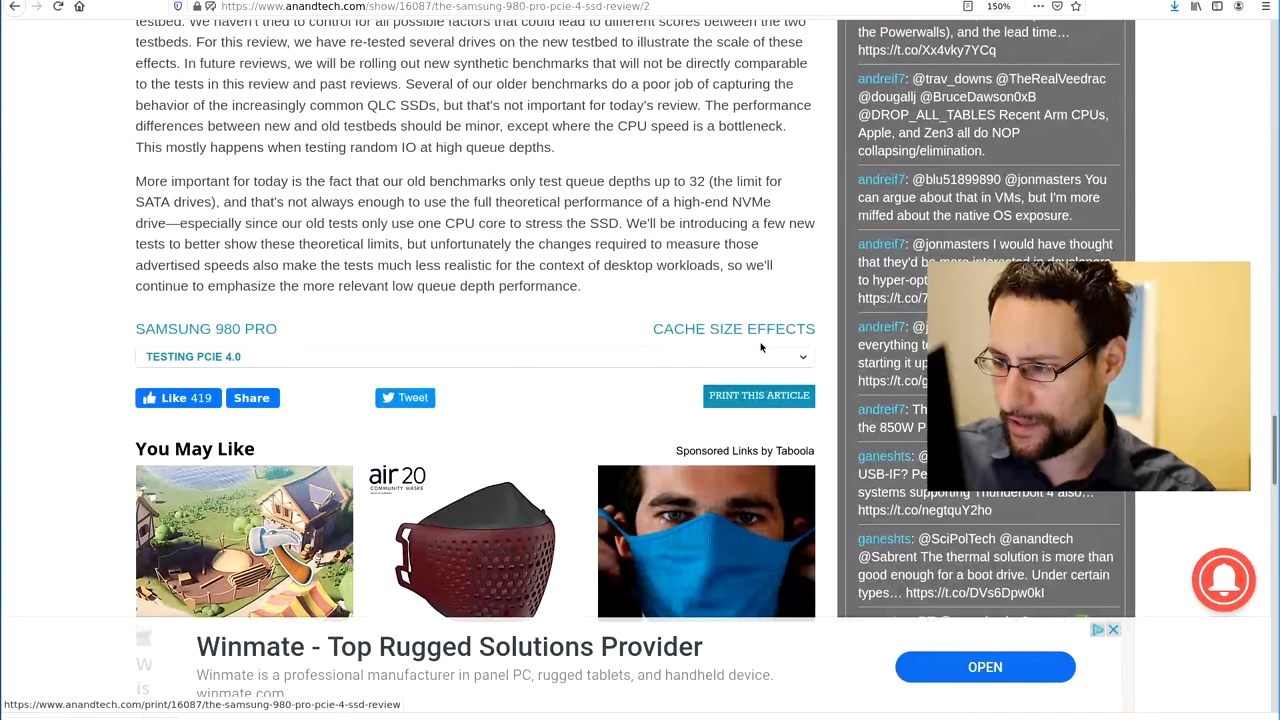 https://www.anandtech.com/show/16087/the-samsung-980-pro-pcie-4-ssd-review/2
150%
testbed. We haven't tried to control for all possible factors that could lead to different scores between the two
testbeds. For this review, we have re-tested several drives on the new testbed to illustrate the scale of these
effects. In future reviews, we will be rolling out new synthetic benchmarks that will not be directly comparable
to the tests in this review and past reviews. Several of our older benchmarks do a poor job of capturing the
behavior of the increasingly common QLC SSDs, but that's not important for today's review. The performance
differences between new and old testbeds should be minor, except where the CPU speed is a bottleneck.
This mostly happens when testing random IO at high queue depths.
More important for today is the fact that our old benchmarks only test queue depths up to 32 (the limit for
SATA drives), and that's not always enough to use the full theoretical performance of a high-end NVMe
drive—especially since our old tests only use one CPU core to stress the SSD. We'll be introducing a few new
tests to better show these theoretical limits, but unfortunately the changes required to measure those
advertised speeds also make the tests much less realistic for the context of desktop workloads, so we'll
continue to emphasize the more relevant low queue depth performance.
SAMSUNG 980 PRO
CACHE SIZE EFFECTS
TESTING PCIE 4.0
Like 419
Share
Tweet
PRINT THIS ARTICLE
You May Like
Sponsored Links by Taboola
air 20
COMMUNITY MASKE
the Powerwalls), and the lead time…
https://t.co/Xx4vky7YCq
andreif7: @trav_downs @TheRealVeedrac
@dougallj @BruceDawson0xB
@DROP_ALL_TABLES Recent Arm CPUs,
Apple, and Zen3 all do NOP
collapsing/elimination.
andreif7: @blu51899890 @jonmasters You
can argue about that in VMs, but I'm more
miffed about the native OS exposure.
andreif7: @jonmasters I would have thought
that they'd be more interested in developers
to hyper-opt
https://t.co/7
andreif7: @j
everything to
starting it up
https://t.co/g
andreif7: Th
the 850W P
ganeshts: @
USB-IF? Pe
systems supporting Thunderbolt 4 also…
https://t.co/negtquY2ho
ganeshts: @SciPolTech @anandtech
@Sabrent The thermal solution is more than
good enough for a boot drive. Under certain
types… https://t.co/DVs6Dpw0kI
Winmate - Top Rugged Solutions Provider
Winmate is a professional manufacturer in panel PC, rugged tablets, and handheld device.
winmate.com
OPEN
https://www.anandtech.com/print/16087/the-samsung-980-pro-pcie-4-ssd-review